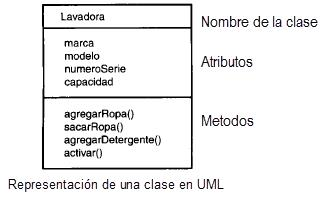 Lavadora
Nombre de la clase
marca
modelo
numeroSerie
capacidad
Atributos
agregarRopa()
sacarRopa()
agregarDetergente()
activar()
Metodos
Representación de una clase en UML